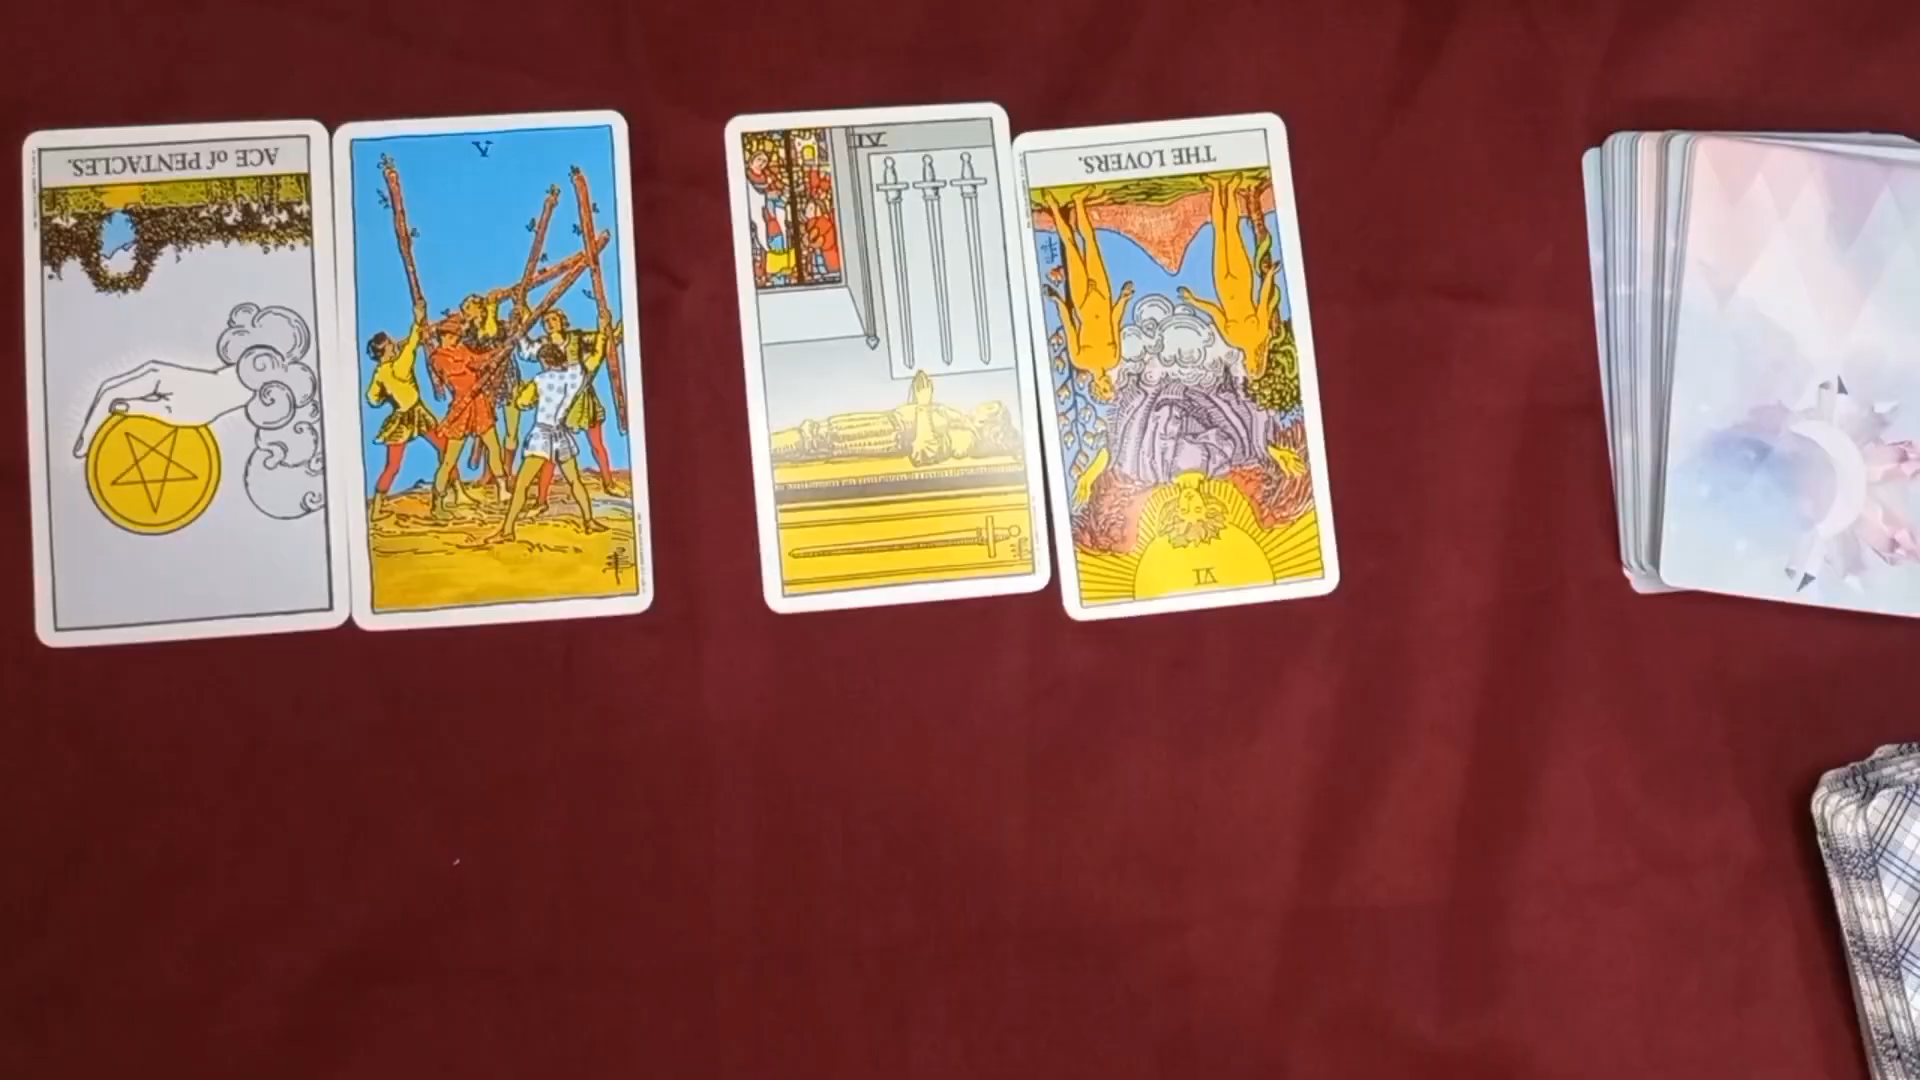 ACE of PENTACLES.
V
IV
THE LOVERS.
VI